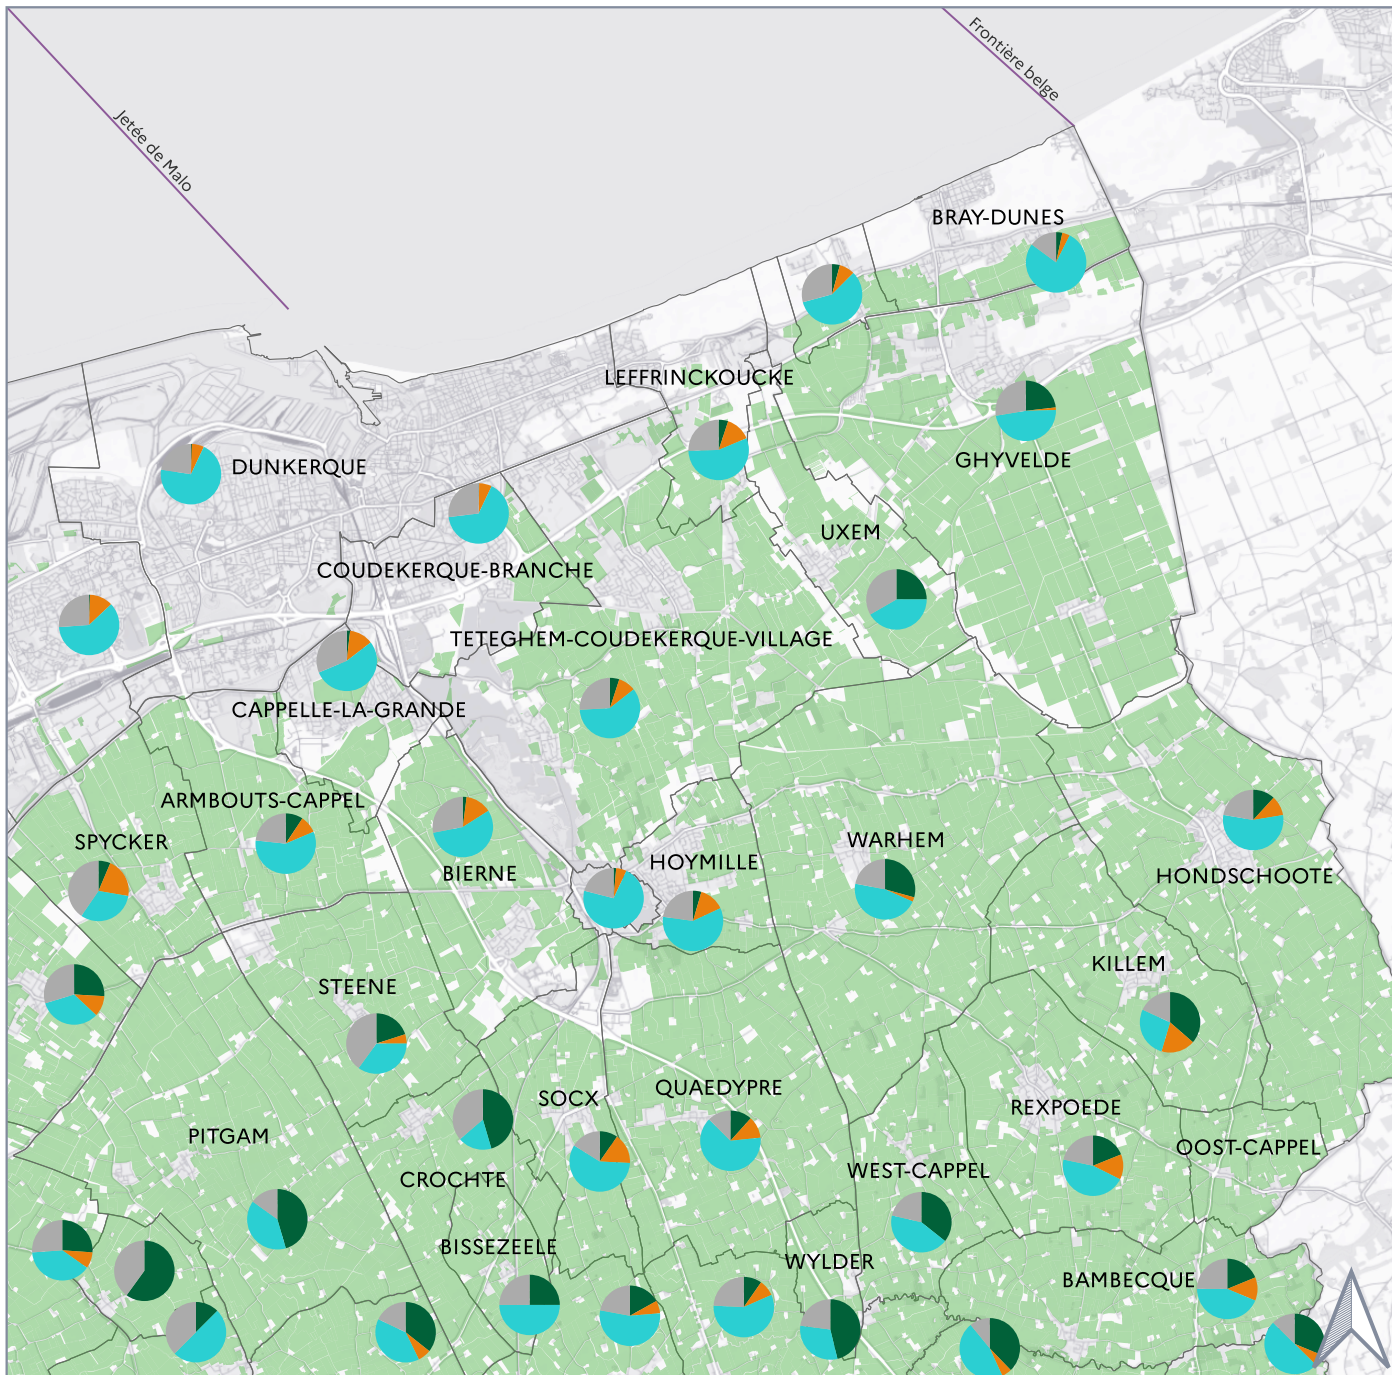 Frontière belge
Jetée de Malo
BRAY-DUNES
LEFFRINCKOUCKE
DUNKERQUE
GHYVELDE
UXEM
COUDEKERQUE-BRANCHE
TETEGHEM-COUDEKERQUE-VILLAGE
CAPPELLE-LA-GRANDE
ARMBOUTS-CAPPEL
SPYCKER
BIERNE
HOYMILLE
WARHEM
HONDSCHOOTE
KILLEM
STEENE
SOCX
QUAEDYPRE
REXPOEDE
PITGAM
OOST-CAPPEL
CROCHTE
WEST-CAPPEL
BISSEZEELE
WYLDER
BAMBECQUE